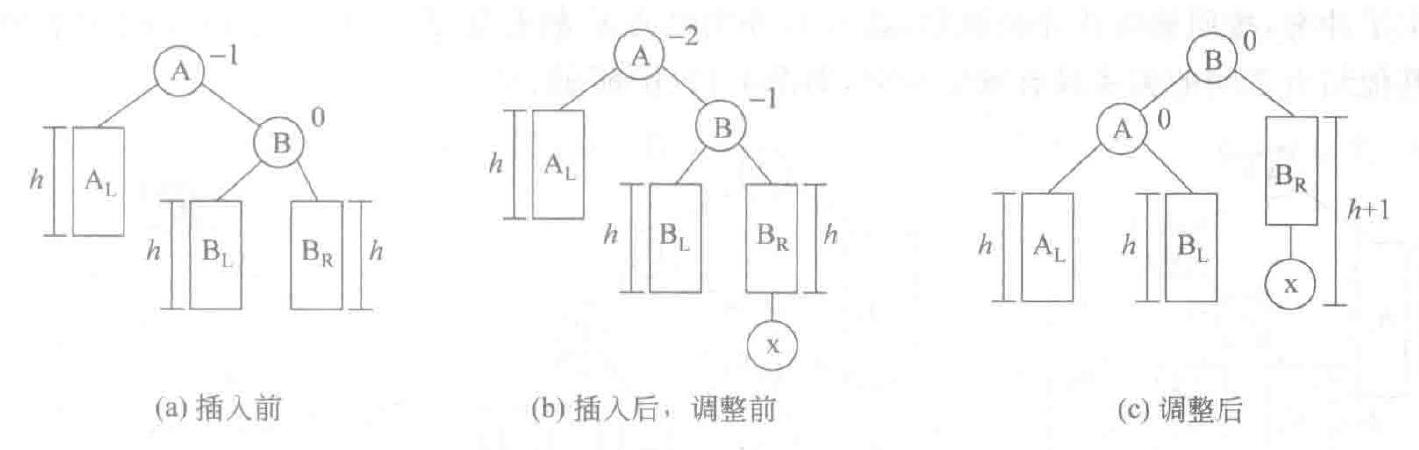 A −1
B 0
h A_L
h B_L B_R h
(a) 插入前
A −2
B −1
h A_L
h B_L B_R h
x
(b) 插入后，调整前
B 0
A 0
B_R h+1
h A_L h B_L
x
(c) 调整后